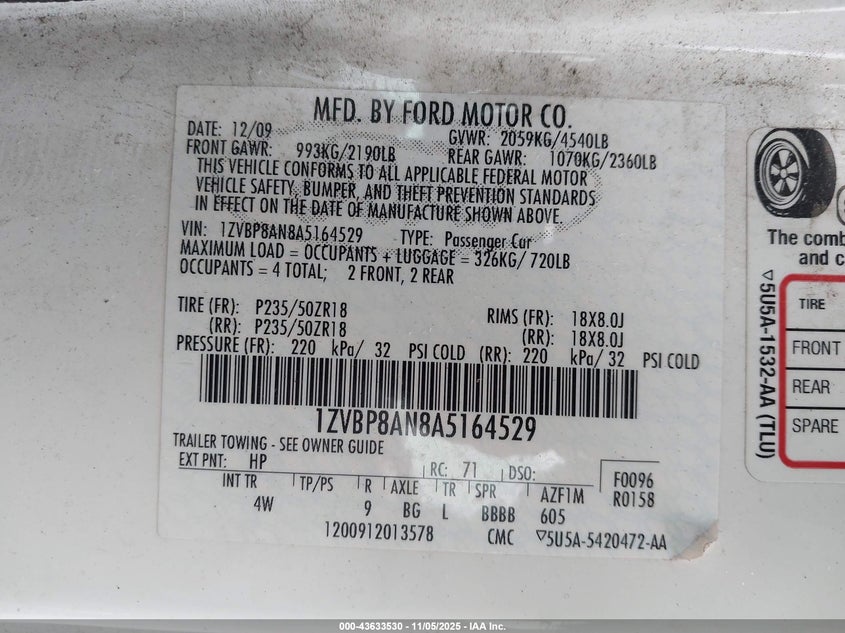 MFD. BY FORD MOTOR CO.
DATE: 12/09 GVWR: 2059KG/4540LB
FRONT GAWR: 993KG/2190LB REAR GAWR: 1070KG/2360LB
THIS VEHICLE CONFORMS TO ALL APPLICABLE FEDERAL MOTOR
VEHICLE SAFETY, BUMPER, AND THEFT PREVENTION STANDARDS
IN EFFECT ON THE DATE OF MANUFACTURE SHOWN ABOVE.
VIN: 1ZVBP8AN8A5164529 TYPE: Passenger Car
MAXIMUM LOAD = OCCUPANTS + LUGGAGE = 326KG/ 720LB
OCCUPANTS = 4 TOTAL; 2 FRONT, 2 REAR
TIRE (FR): P235/50ZR18 RIMS (FR): 18X8.0J
(RR): P235/50ZR18 (RR): 18X8.0J
PRESSURE (FR): 220 kPa/ 32 PSI COLD (RR): 220 kPa/ 32 PSI COLD
1ZVBP8AN8A5164529
TRAILER TOWING - SEE OWNER GUIDE
EXT PNT: HP RC: 71 DSO: F0096
INT TR TP/PS R AXLE TR SPR AZF1M R0158
4W 9 BG L BBBB 605
1200912013578 CMC ▽5U5A-5420472-AA
The comb
and c
▽5U5A-1532-AA (TLU)
TIRE
FRONT
REAR
SPARE
000-43633530 - 11/05/2025 - IAA Inc.